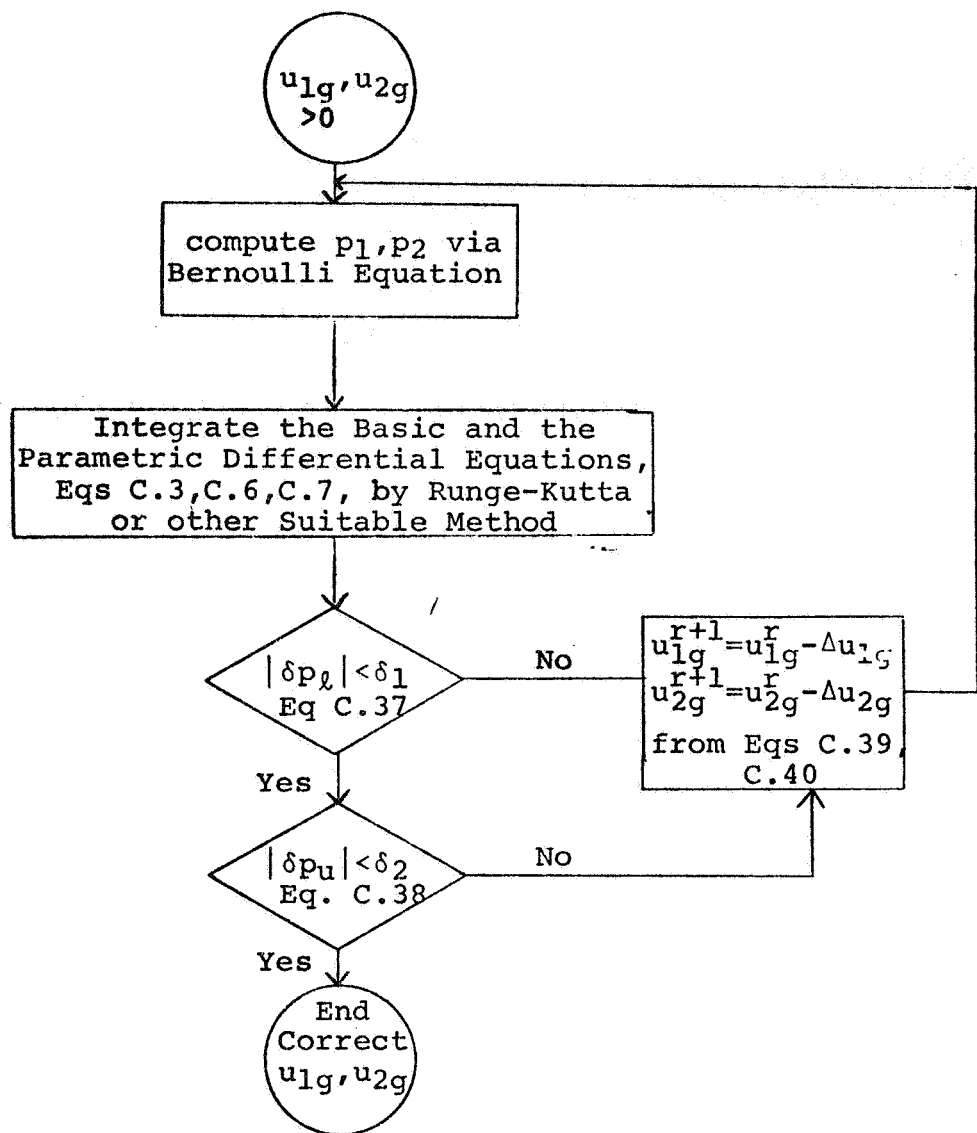 u1g,u2g
>0
compute p1,p2 via
Bernoulli Equation
Integrate the Basic and the
Parametric Differential Equations,
Eqs C.3,C.6,C.7, by Runge-Kutta
or other Suitable Method
|δpℓ|<δ1
Eq C.37
No
u1g^r+1=u1g^r-Δu1g
u2g^r+1=u2g^r-Δu2g
from Eqs C.39,
C.40
Yes
|δpu|<δ2
Eq. C.38
No
Yes
End
Correct
u1g,u2g